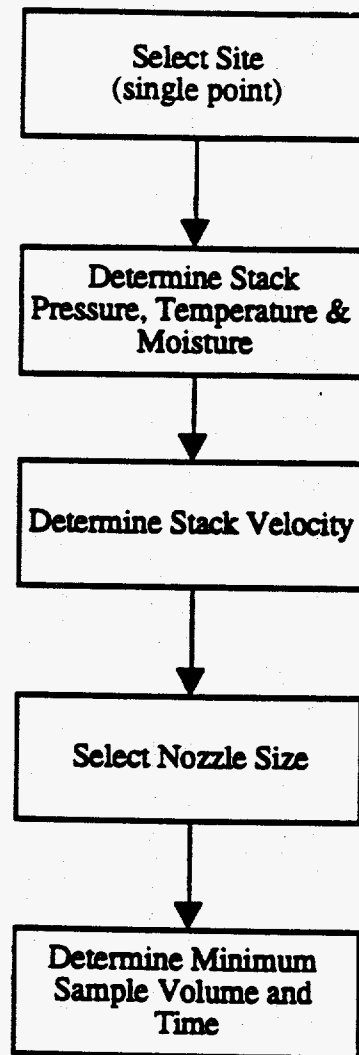 Select Site
(single point)
Determine Stack
Pressure, Temperature &
Moisture
Determine Stack Velocity
Select Nozzle Size
Determine Minimum
Sample Volume and
Time